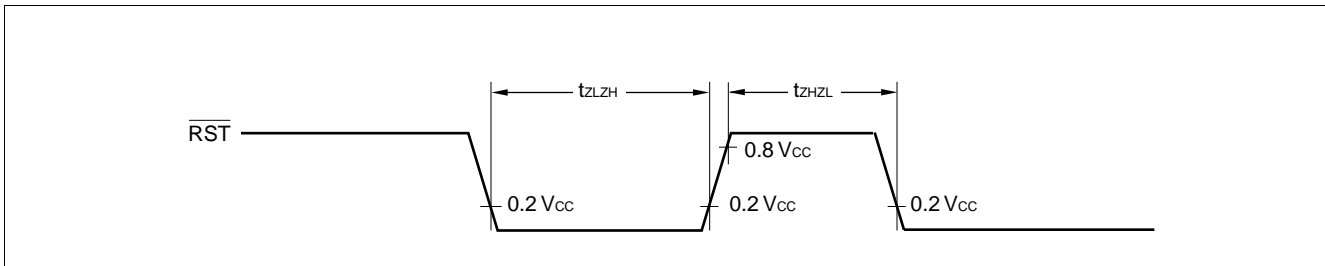 tZLZH tZHZL
RST
0.8 VCC
0.2 VCC 0.2 VCC 0.2 VCC